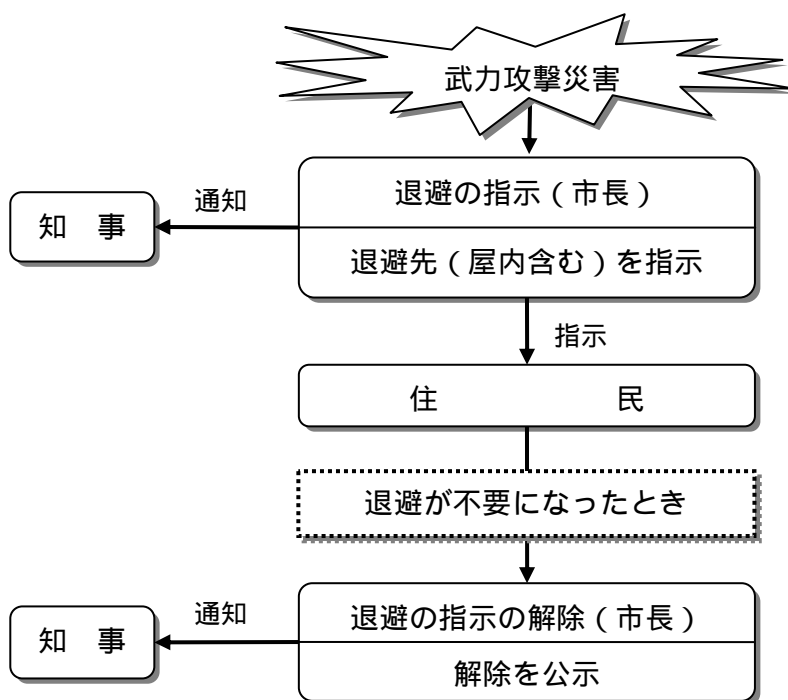 武力攻撃災害
退避の指示（市長）
通知
知　事
退避先（屋内含む）を指示
指示
住　　　　　民
退避が不要になったとき
退避の指示の解除（市長）
通知
知　事
解除を公示